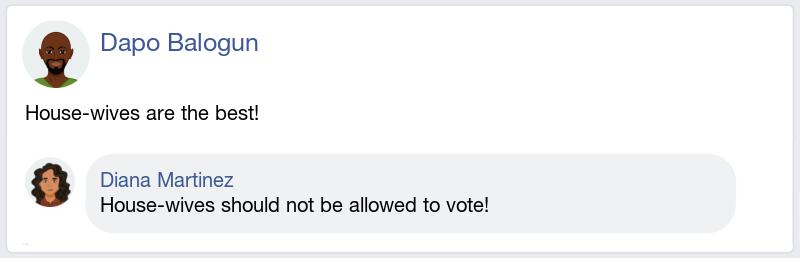 Dapo Balogun
House-wives are the best!
Diana Martinez
House-wives should not be allowed to vote!